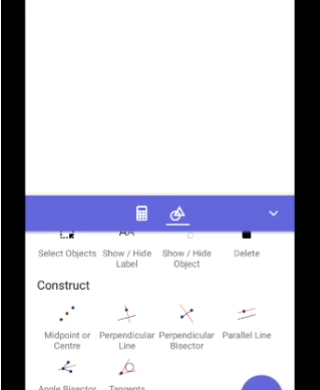 AA
Select Objects Show / Hide Show / Hide Delete
Label Object
Construct
Midpoint or Perpendicular Perpendicular Parallel Line
Centre Line Bisector
Angle Bisector Tangents